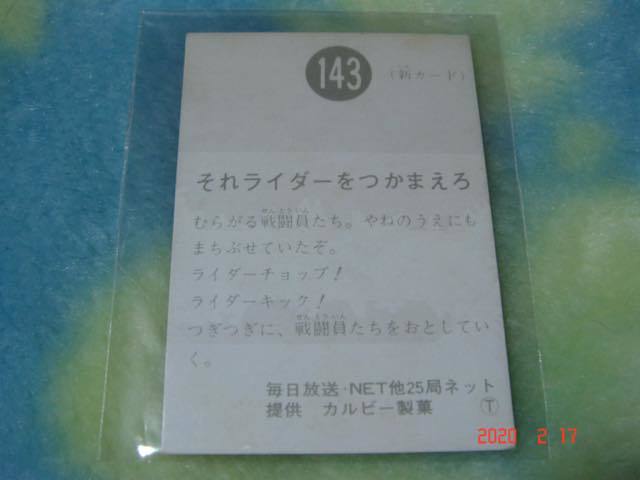 143
（新カード）
それライダーをつかまえろ
むらがる戦闘員たち。やねのうえにも
まちぶせていたぞ。
ライダーチョップ！
ライダーキック！
つぎつぎに、戦闘員たちをおとしてい
く。
毎日放送・NET他25局ネット
提供 カルビー製菓 Ⓣ
2020 2 17